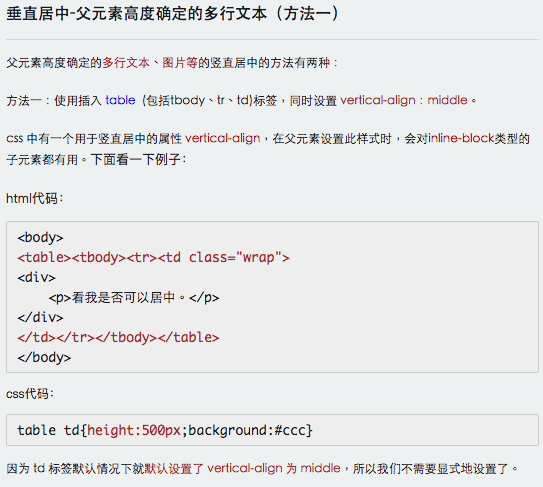 垂直居中-父元素高度确定的多行文本（方法一）
父元素高度确定的多行文本、图片等的竖直居中的方法有两种：
方法一：使用插入 table  (包括tbody、tr、td)标签，同时设置 vertical-align：middle。
css 中有一个用于竖直居中的属性 vertical-align，在父元素设置此样式时，会对inline-block类型的
子元素都有用。下面看一下例子：
html代码：
<body>
<table><tbody><tr><td class="wrap">
<div>
    <p>看我是否可以居中。</p>
</div>
</td></tr></tbody></table>
</body>
css代码：
table td{height:500px;background:#ccc}
因为 td 标签默认情况下就默认设置了 vertical-align 为 middle，所以我们不需要显式地设置了。